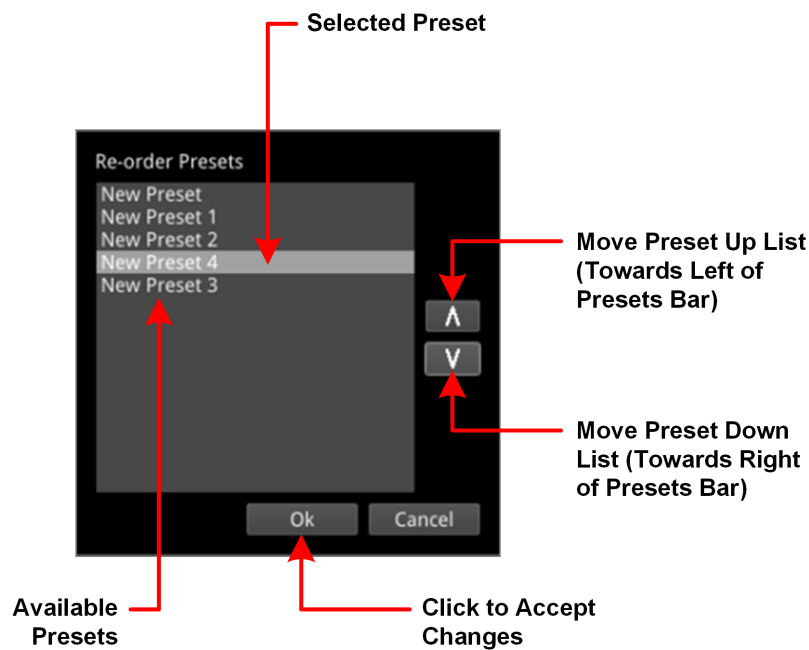 Selected Preset
Re-order Presets
New Preset
New Preset 1
New Preset 2
New Preset 4
New Preset 3
Move Preset Up List
(Towards Left of
Presets Bar)
Λ
V
Move Preset Down
List (Towards Right
of Presets Bar)
Ok
Cancel
Available
Presets
Click to Accept
Changes